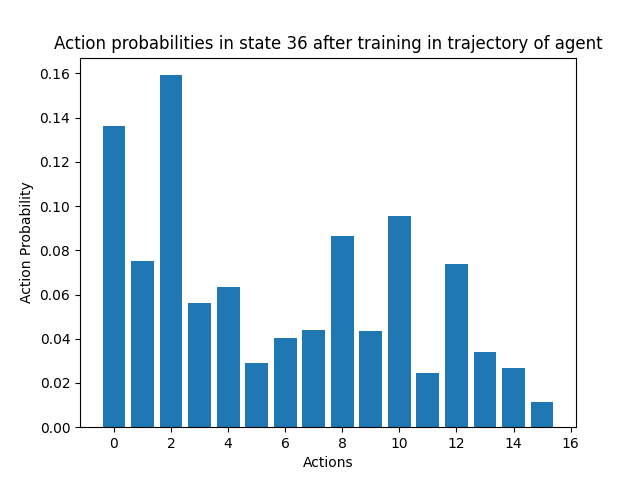 Action probabilities in state 36 after training in trajectory of agent
0.16
0.14
0.12
0.10
0.08
0.06
0.04
0.02
0.00
Action Probability
0 2 4 6 8 10 12 14 16
Actions